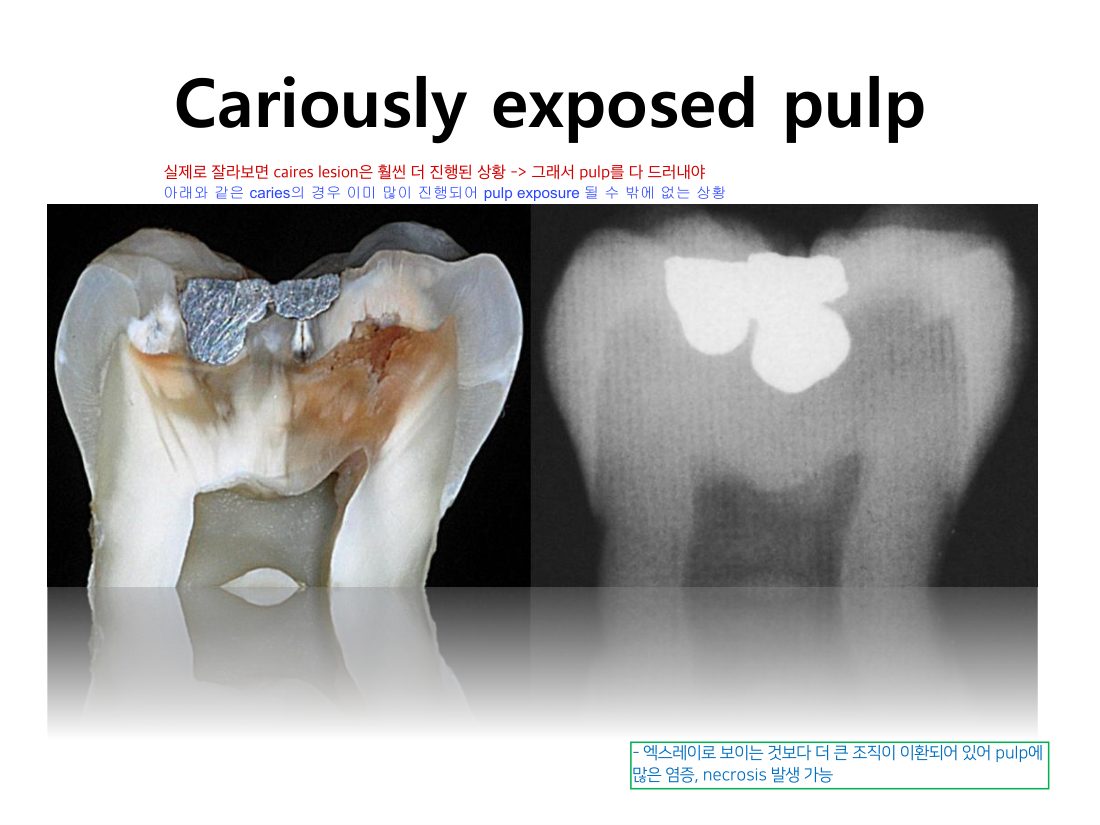 Cariously exposed pulp
실제로 잘라보면 caires lesion은 훨씬 더 진행된 상황 -> 그래서 pulp를 다 드러내야
아래와 같은 caries의 경우 이미 많이 진행되어 pulp exposure 될 수 밖에 없는 상황
- 엑스레이로 보이는 것보다 더 큰 조직이 이환되어 있어 pulp에
많은 염증, necrosis 발생 가능